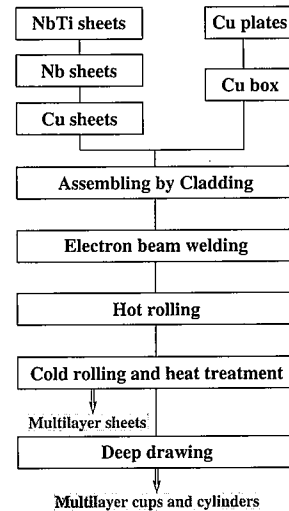 NbTi sheets
Cu plates
Nb sheets
Cu box
Cu sheets
Assembling by Cladding
Electron beam welding
Hot rolling
Cold rolling and heat treatment
Multilayer sheets
Deep drawing
Multilayer cups and cylinders